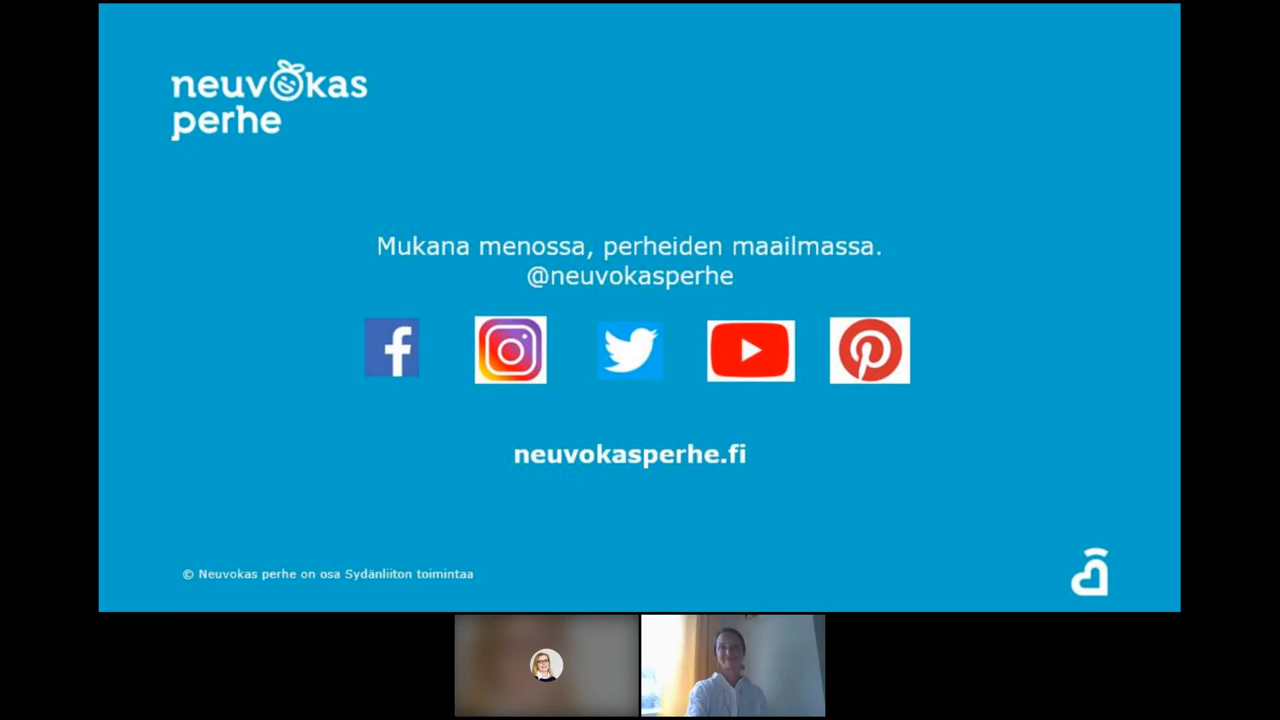 neuvokas
perhe
Mukana menossa, perheiden maailmassa.
@neuvokasperhe
neuvokasperhe.fi
© Neuvokas perhe on osa Sydänliiton toimintaa